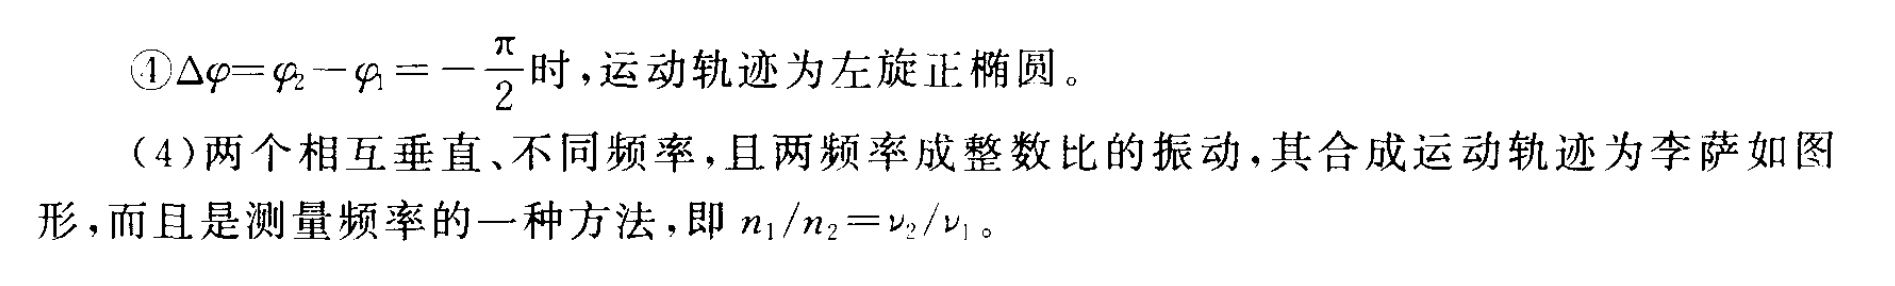 ④Δφ=φ₂-φ₁=-π/2时,运动轨迹为左旋正椭圆。
(4)两个相互垂直、不同频率,且两频率成整数比的振动,其合成运动轨迹为李萨如图
形,而且是测量频率的一种方法,即 n₁/n₂=ν₂/ν₁。